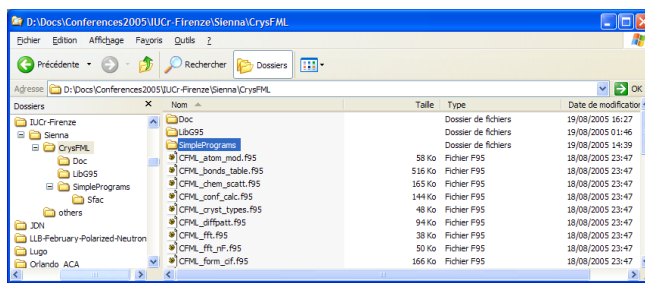 D:\Docs\Conferences2005\IUCr-Firenze\Sienna\CrysFML
Fichier Edition Affichage Favoris Outils ?
Précédente Rechercher Dossiers
Adresse D:\Docs\Conferences2005\IUCr-Firenze\Sienna\CrysFML OK
Dossiers × Nom Taille Type Date de modification
IUCr-Firenze
Sienna
CrysFML
Doc
LibG95
SimplePrograms
Sfac
others
JDN
LLB-February-Polarized-Neutron
Lugo
Orlando_ACA
Doc Dossier de fichiers 19/08/2005 16:27
LibG95 Dossier de fichiers 19/08/2005 01:46
SimplePrograms Dossier de fichiers 19/08/2005 14:39
CFML_atom_mod.f95 58 Ko Fichier F95 18/08/2005 23:47
CFML_bonds_table.f95 516 Ko Fichier F95 18/08/2005 23:47
CFML_chem_scatt.f95 165 Ko Fichier F95 18/08/2005 23:47
CFML_conf_calc.f95 144 Ko Fichier F95 18/08/2005 23:47
CFML_cryst_types.f95 48 Ko Fichier F95 18/08/2005 23:47
CFML_diffpatt.f95 94 Ko Fichier F95 18/08/2005 23:47
CFML_fft.f95 38 Ko Fichier F95 18/08/2005 23:47
CFML_fft_nF.f95 50 Ko Fichier F95 18/08/2005 23:47
CFML_form_cif.f95 166 Ko Fichier F95 18/08/2005 23:47